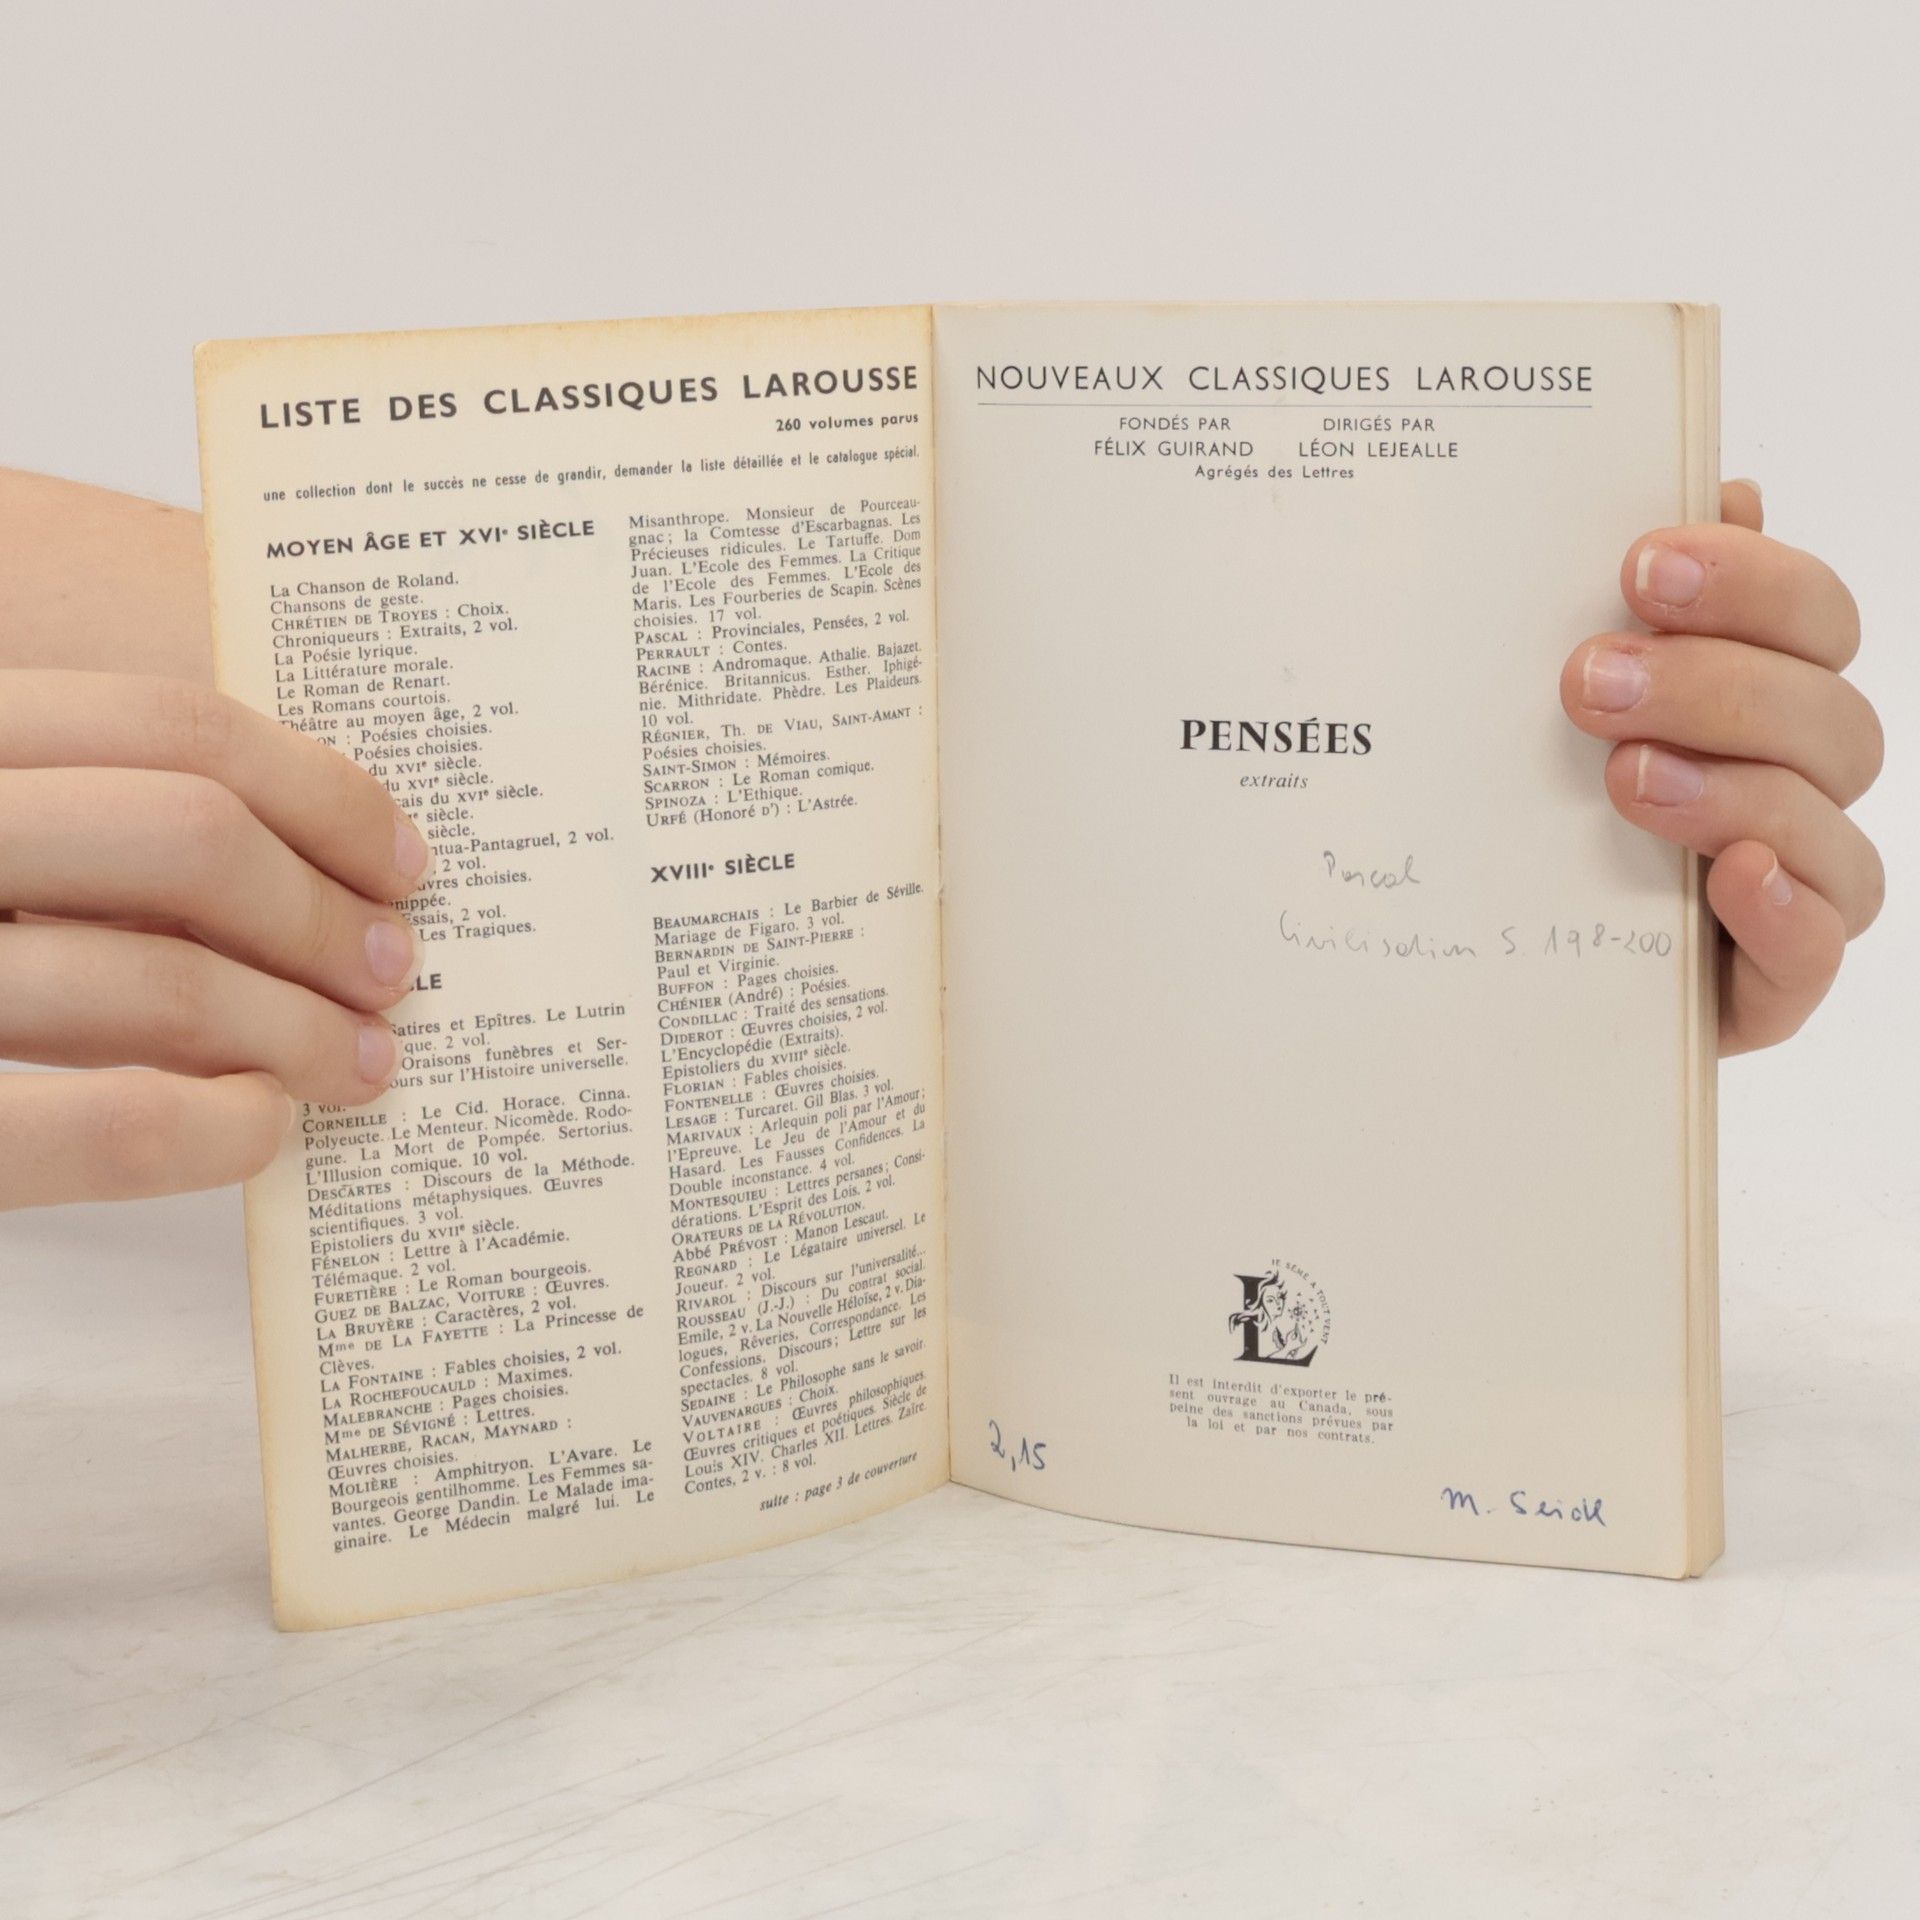 LISTE DES CLASSIQUES LAROUSSE
260 volumes parus
une collection dont le succès ne cesse de grandir, demander la liste détaillée et le catalogue spécial.
MOYEN ÂGE ET XVIe SIÈCLE
La Chanson de Roland.
Chansons de geste.
CHRÉTIEN DE TROYES : Choix.
Chroniqueurs : Extraits, 2 vol.
La Poésie lyrique.
La Littérature morale.
Le Roman de Renart.
Les Romans courtois.
Théâtre au moyen âge, 2 vol.
: Poésies choisies.
Poésies choisies.
du XVIe siècle.
du XVIe siècle.
du XVIe siècle.
siècle.
siècle.
2 vol.
2 vol.
choisies.
Essais, 2 vol.
Les Tragiques.
Satires et Epîtres. Le Lutrin
2 vol.
Oraisons funèbres et Ser-
sur l'Histoire universelle.
3 vol.
CORNEILLE : Le Cid. Horace. Cinna.
Polyeucte. Le Menteur. Nicomède. Rodo-
gune. La Mort de Pompée. Sertorius.
L'Illusion comique. 10 vol.
DESCARTES : Discours de la Méthode.
Méditations métaphysiques. Œuvres
scientifiques. 3 vol.
Epistoliers du XVIIe siècle.
FÉNELON : Lettre à l'Académie.
Télémaque. 2 vol.
FURETIÈRE : Le Roman bourgeois.
GUEZ DE BALZAC, VOITURE : Œuvres.
LA BRUYÈRE : Caractères, 2 vol.
Mme DE LA FAYETTE : La Princesse de
Clèves.
LA FONTAINE : Fables choisies, 2 vol.
LA ROCHEFOUCAULD : Maximes.
MALEBRANCHE : Pages choisies.
Mme DE SÉVIGNÉ : Lettres.
MALHERBE, RACAN, MAYNARD :
Œuvres choisies.
MOLIÈRE : Amphitryon. L'Avare. Le
Bourgeois gentilhomme. Les Femmes sa-
vantes. George Dandin. Le Malade ima-
ginaire. Le Médecin malgré lui. Le
Misanthrope. Monsieur de Pourceau-
gnac; la Comtesse d'Escarbagnas. Les
Précieuses ridicules. Le Tartuffe. Dom
Juan. L'Ecole des Femmes. La Critique
de l'Ecole des Femmes. L'Ecole des
Maris. Les Fourberies de Scapin. Scènes
choisies. 17 vol.
PASCAL : Provinciales, Pensées, 2 vol.
PERRAULT : Contes.
RACINE : Andromaque. Athalie. Bajazet.
Bérénice. Britannicus. Esther. Iphigé-
nie. Mithridate. Phèdre. Les Plaideurs.
10 vol.
RÉGNIER, Th. DE VIAU, SAINT-AMANT :
Poésies choisies.
SAINT-SIMON : Mémoires.
SCARRON : Le Roman comique.
SPINOZA : L'Ethique.
URFÉ (Honoré D') : L'Astrée.
XVIIIe SIÈCLE
BEAUMARCHAIS : Le Barbier de Séville.
Mariage de Figaro. 3 vol.
BERNARDIN DE SAINT-PIERRE :
Paul et Virginie.
BUFFON : Pages choisies.
CHÉNIER (André) : Poésies.
CONDILLAC : Traité des sensations.
DIDEROT : Œuvres choisies, 2 vol.
L'Encyclopédie (Extraits).
Epistoliers du XVIIIe siècle.
FLORIAN : Fables choisies.
FONTENELLE : Œuvres choisies.
LESAGE : Turcaret. Gil Blas. 3 vol.
MARIVAUX : Arlequin poli par l'Amour;
l'Epreuve. Le Jeu de l'Amour et du
Hasard. Les Fausses Confidences. La
Double inconstance. 4 vol.
MONTESQUIEU : Lettres persanes; Consi-
dérations. L'Esprit des Lois. 2 vol.
ORATEURS DE LA RÉVOLUTION.
Abbé PRÉVOST : Manon Lescaut.
REGNARD : Le Légataire universel. Le
Joueur. 2 vol.
RIVAROL : Discours sur l'universalité...
ROUSSEAU (J.-J.) : Du contrat social.
Emile, 2 v. La Nouvelle Héloïse, 2 v. Dia-
logues, Rêveries, Correspondance. Les
Confessions. Discours; Lettre sur les
spectacles. 8 vol.
SEDAINE : Le Philosophe sans le savoir.
VAUVENARGUES : Choix.
VOLTAIRE : Œuvres philosophiques.
Œuvres critiques et poétiques. Siècle de
Louis XIV. Charles XII. Lettres. Zaïre.
Contes, 2 v. : 8 vol.
suite : page 3 de couverture
NOUVEAUX CLASSIQUES LAROUSSE
FONDÉS PAR DIRIGÉS PAR
FÉLIX GUIRAND LÉON LEJEALLE
Agrégés des Lettres
PENSÉES
extraits
Pascal
Civilisation S. 198-200
JE SÈME A TOUT VENT
Il est interdit d'exporter le pré-
sent ouvrage au Canada, sous
peine des sanctions prévues par
la loi et par nos contrats.
2,15
M. Seidl